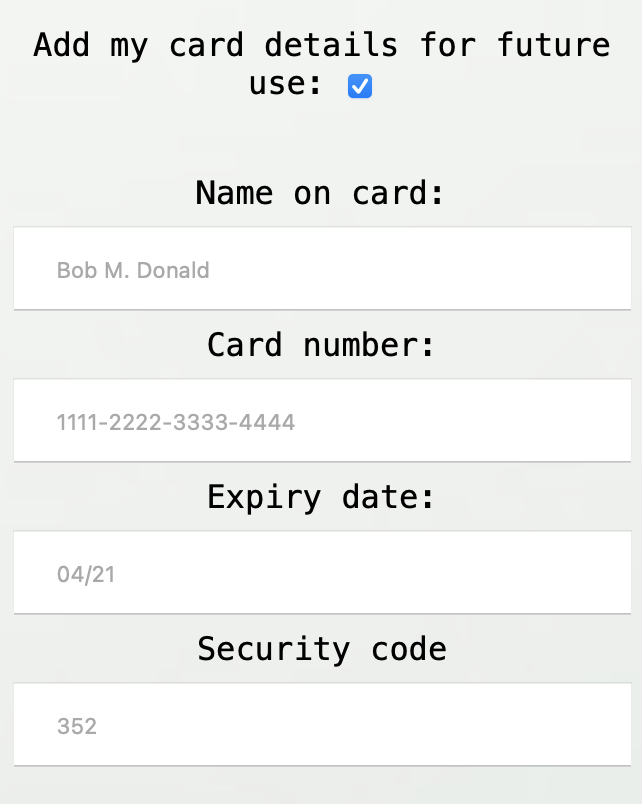 Add my card details for future
use:
Name on card:
Bob M. Donald
Card number:
1111-2222-3333-4444
Expiry date:
04/21
Security code
352